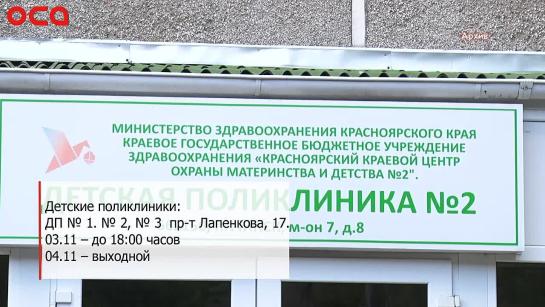 оса
Архив
МИНИСТЕРСТВО ЗДРАВООХРАНЕНИЯ КРАСНОЯРСКОГО КРАЯ
КРАЕВОЕ ГОСУДАРСТВЕННОЕ БЮДЖЕТНОЕ УЧРЕЖДЕНИЕ
ЗДРАВООХРАНЕНИЯ «КРАСНОЯРСКИЙ КРАЕВОЙ ЦЕНТР
ОХРАНЫ МАТЕРИНСТВА И ДЕТСТВА №2".
ДЕТСКАЯ ПОЛИКЛИНИКА №2
м-он 7, д.8
Детские поликлиники:
ДП № 1. № 2, № 3 пр-т Лапенкова, 17.
03.11 – до 18:00 часов
04.11 – выходной